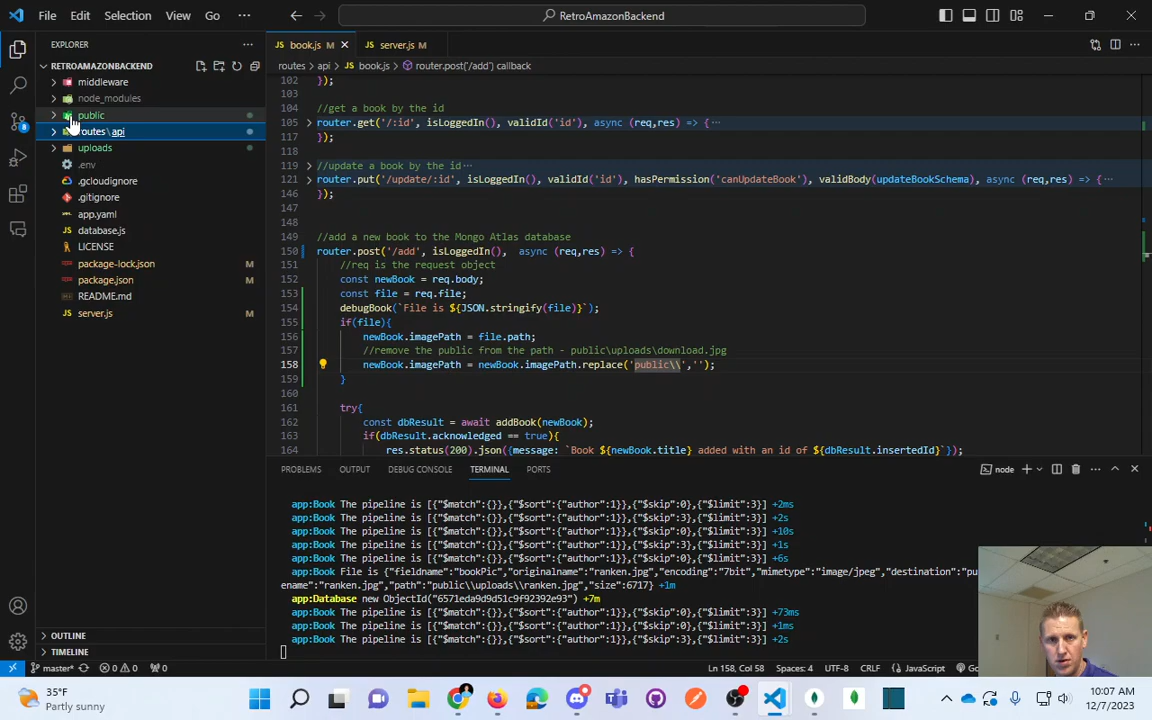 File Edit Selection View Go ··· RetroAmazonBackend
EXPLORER ···
book.js M server.js M
RETROAMAZONBACKEND
routes > api > book.js > router.post('/add') callback
middleware
node_modules
public
routes\api
uploads
.env
.gcloudignore
.gitignore
app.yaml
database.js
LICENSE
package-lock.json M
package.json M
README.md
server.js M
OUTLINE
TIMELINE
102 });
103
104 //get a book by the id
105 router.get('/:id', isLoggedIn(), validId('id'), async (req,res) => {···
117 });
118
119 //update a book by the id···
121 router.put('/update/:id', isLoggedIn(), validId('id'), hasPermission('canUpdateBook'), validBody(updateBookSchema), async (req,res) => {···
146 });
147
148
149 //add a new book to the Mongo Atlas database
150 router.post('/add', isLoggedIn(), async (req,res) => {
151 //req is the request object
152 const newBook = req.body;
153 const file = req.file;
154 debugBook(`File is ${JSON.stringify(file)}`);
155 if(file){
156 newBook.imagePath = file.path;
157 //remove the public from the path - public\uploads\download.jpg
158 newBook.imagePath = newBook.imagePath.replace('public\\','');
159 }
160
161 try{
162 const dbResult = await addBook(newBook);
163 if(dbResult.acknowledged == true){
164 res.status(200).json({message: `Book ${newBook.title} added with an id of ${dbResult.insertedId}`});
PROBLEMS OUTPUT DEBUG CONSOLE TERMINAL PORTS node
app:Book The pipeline is [{"$match":{}},{"$sort":{"author":1}},{"$skip":0},{"$limit":3}] +2ms
app:Book The pipeline is [{"$match":{}},{"$sort":{"author":1}},{"$skip":3},{"$limit":3}] +2s
app:Book The pipeline is [{"$match":{}},{"$sort":{"author":1}},{"$skip":0},{"$limit":3}] +10s
app:Book The pipeline is [{"$match":{}},{"$sort":{"author":1}},{"$skip":3},{"$limit":3}] +1s
app:Book The pipeline is [{"$match":{}},{"$sort":{"author":1}},{"$skip":0},{"$limit":3}] +6s
app:Book File is {"fieldname":"bookPic","originalname":"ranken.jpg","encoding":"7bit","mimetype":"image/jpeg","destination":"pu
ename":"ranken.jpg","path":"public\\uploads\\ranken.jpg","size":6717} +1m
app:Database new ObjectId("6571eda9d9d51c9f92392e93") +7m
app:Book The pipeline is [{"$match":{}},{"$sort":{"author":1}},{"$skip":0},{"$limit":3}] +73ms
app:Book The pipeline is [{"$match":{}},{"$sort":{"author":1}},{"$skip":0},{"$limit":3}] +1ms
app:Book The pipeline is [{"$match":{}},{"$sort":{"author":1}},{"$skip":3},{"$limit":3}] +2s
master* 0 0 0 Ln 158, Col 58 Spaces: 4 UTF-8 CRLF JavaScript Go
35°F
Partly sunny
10:07 AM
12/7/2023